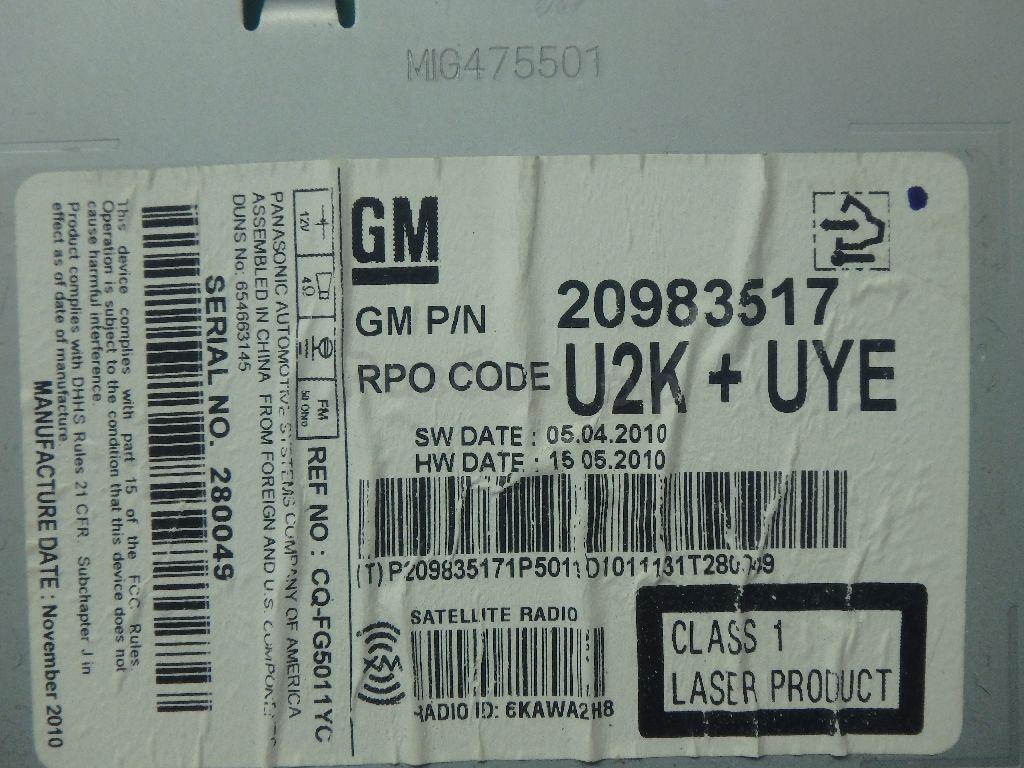 MIG475501
GM
GM P/N 20983517
RPO CODE U2K + UYE
SW DATE : 05.04.2010
HW DATE : 15 05.2010
SATELLITE RADIO
RADIO ID: 6KAWA2H8
CLASS 1
LASER PRODUCT
12V
4Ω
FM
50 Ohm
REF NO : CQ-FG5011YC
PANASONIC AUTOMOTIVE SYSTEMS COMPANY OF AMERICA
ASSEMBLED IN CHINA FROM FOREIGN AND U.S. COMPONENTS
DUNS No: 654663145
SERIAL NO. 280049
This device complies with part 15 of the FCC Rules.
Operation is subject to the condition that this device does not
cause harmful interference.
Product complies with DHHS Rules 21 CFR. Subchapter J in
effect as of date of manufacture.
MANUFACTURE DATE : November 2010